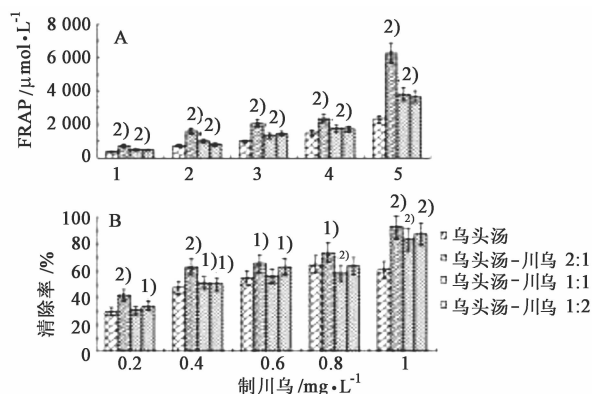 8 000
A
2)
6 000
FRAP/μmol·L⁻¹
4 000
2 000
2) 2) 2) 2) 2) 2) 2) 2) 2)
0
1 2 3 4 5
100
B
2) 2) 2)
80
清除率/%
60
2) 1) 1) 1) 1) 1) 2)
40
2) 1)
20
0
0.2 0.4 0.6 0.8 1
制川乌/mg·L⁻¹
乌头汤
乌头汤-川乌 2:1
乌头汤-川乌 1:1
乌头汤-川乌 1:2